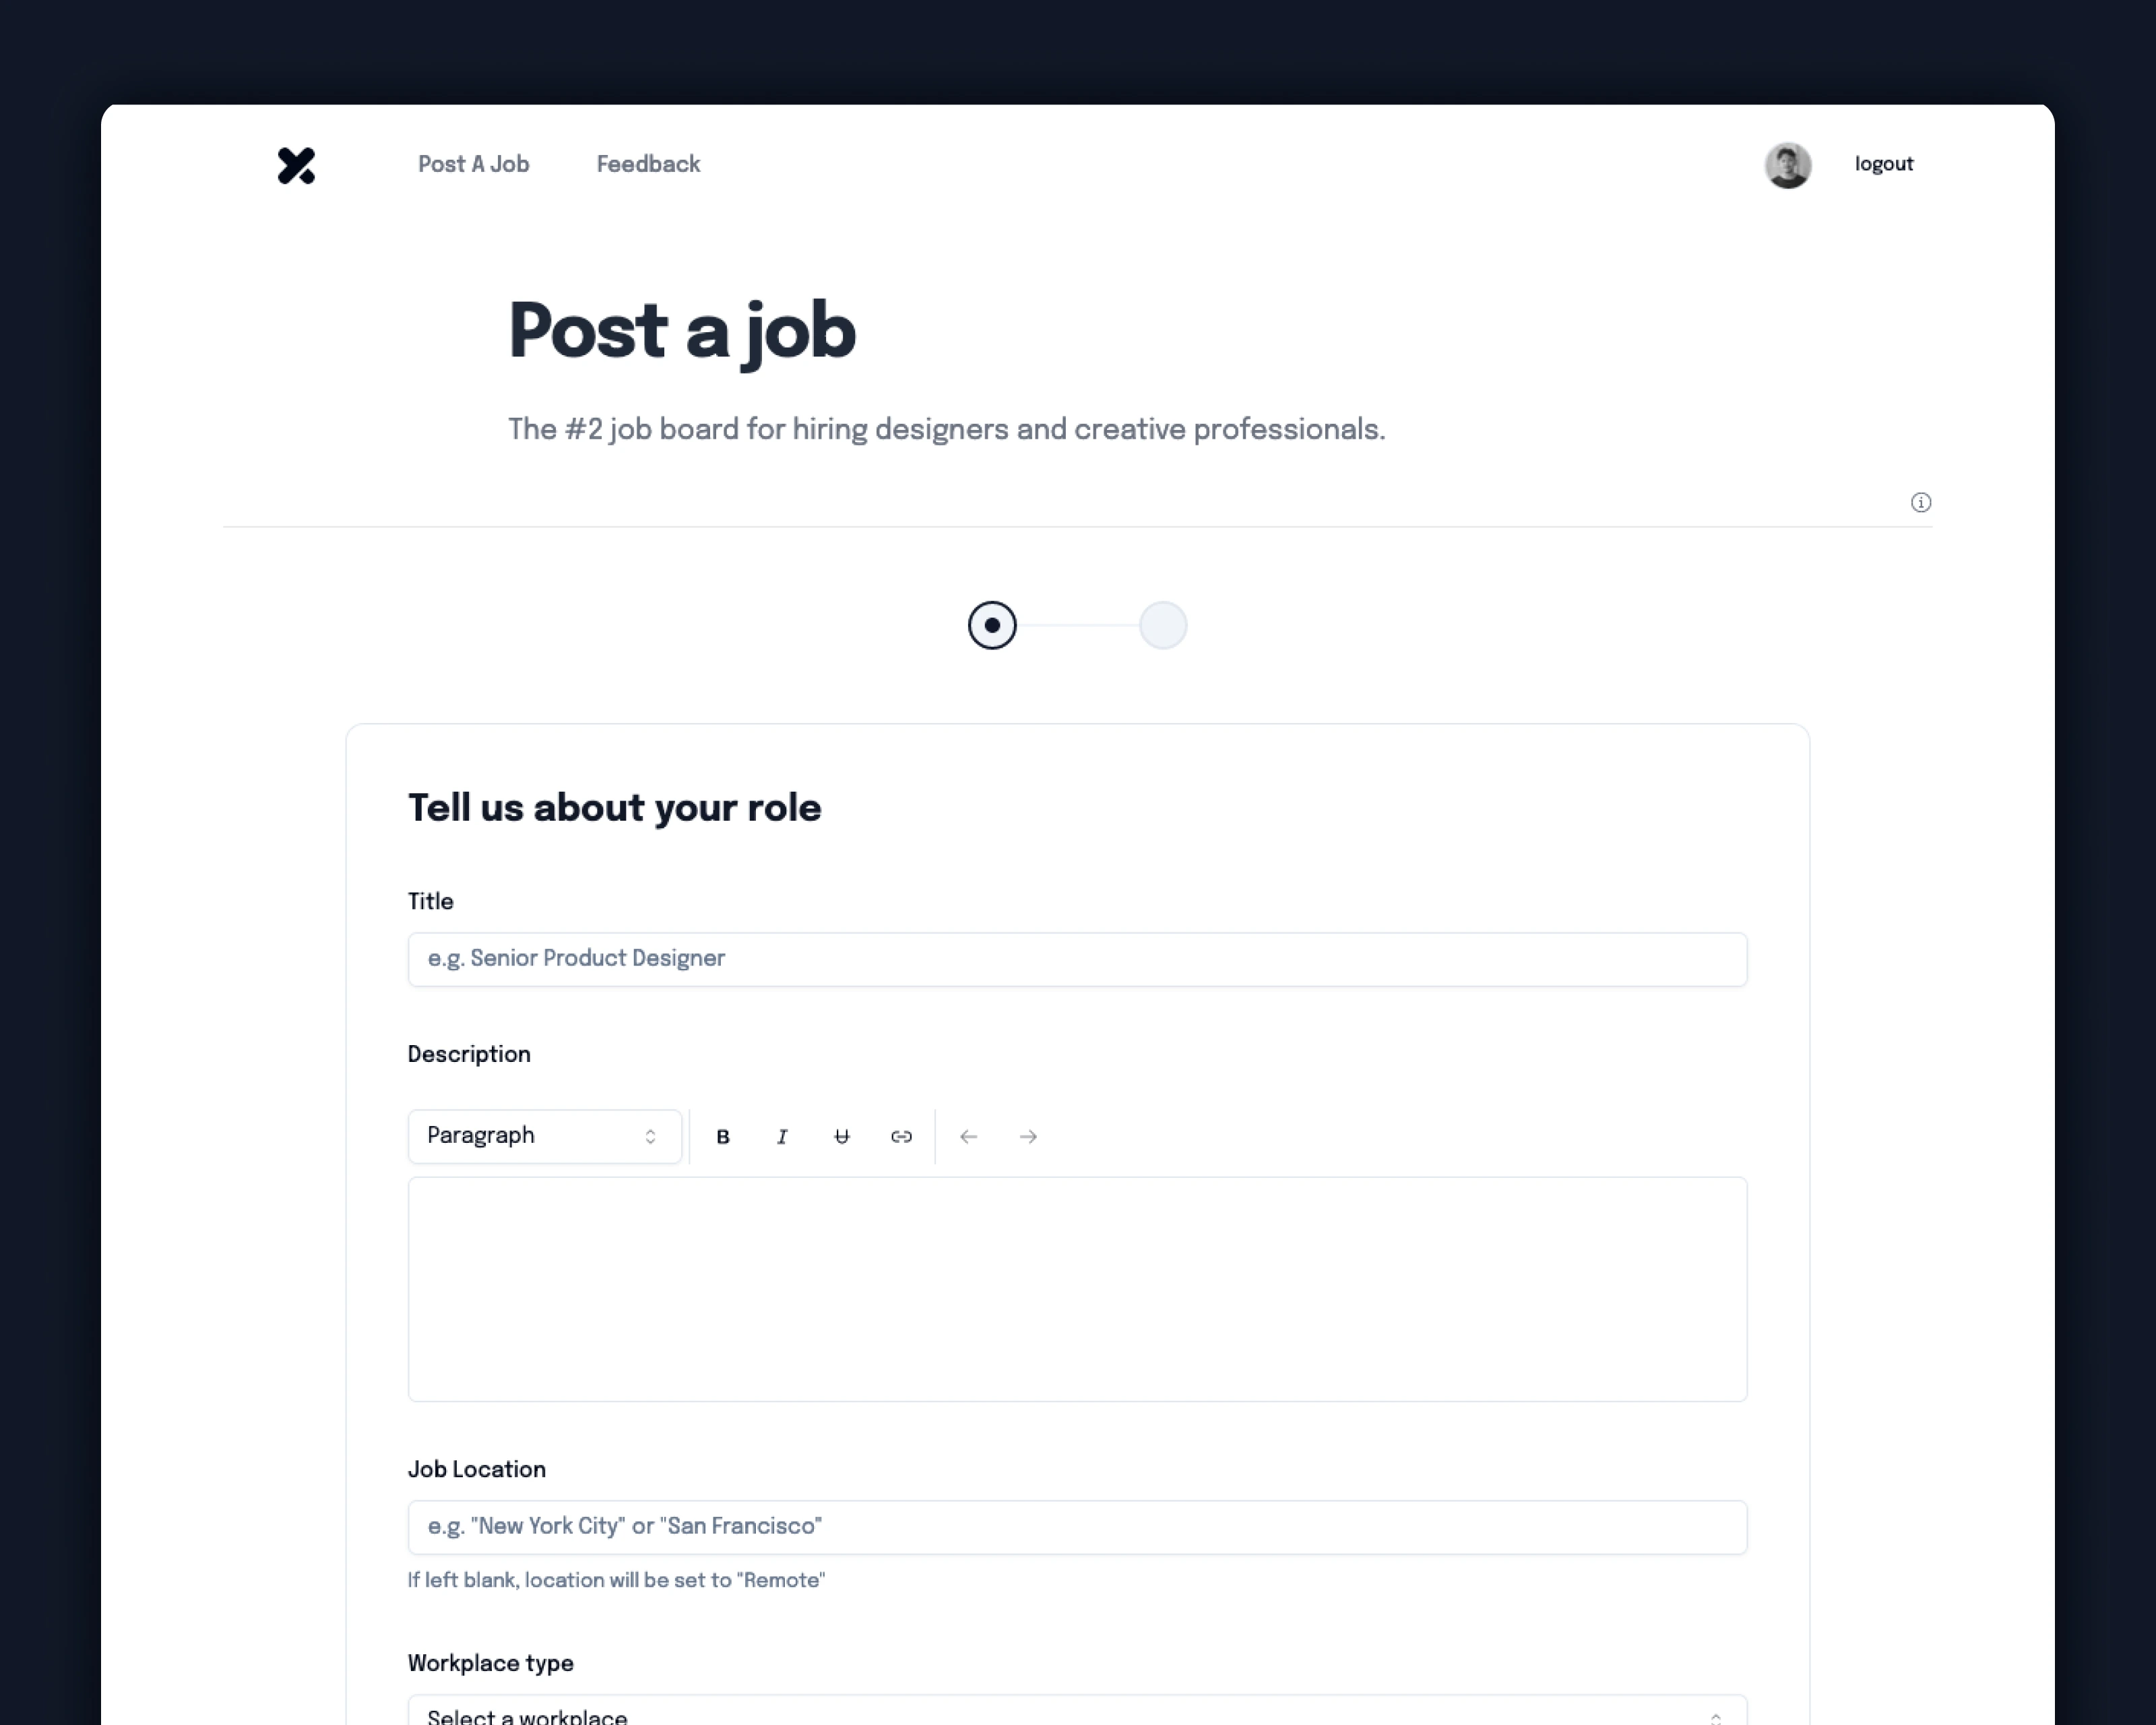 Post A Job
Feedback
logout
Post a job
The #2 job board for hiring designers and creative professionals.
Tell us about your role
Title
e.g. Senior Product Designer
Description
Paragraph
B I U
Job Location
e.g. "New York City" or "San Francisco"
If left blank, location will be set to "Remote"
Workplace type
Select a workplace